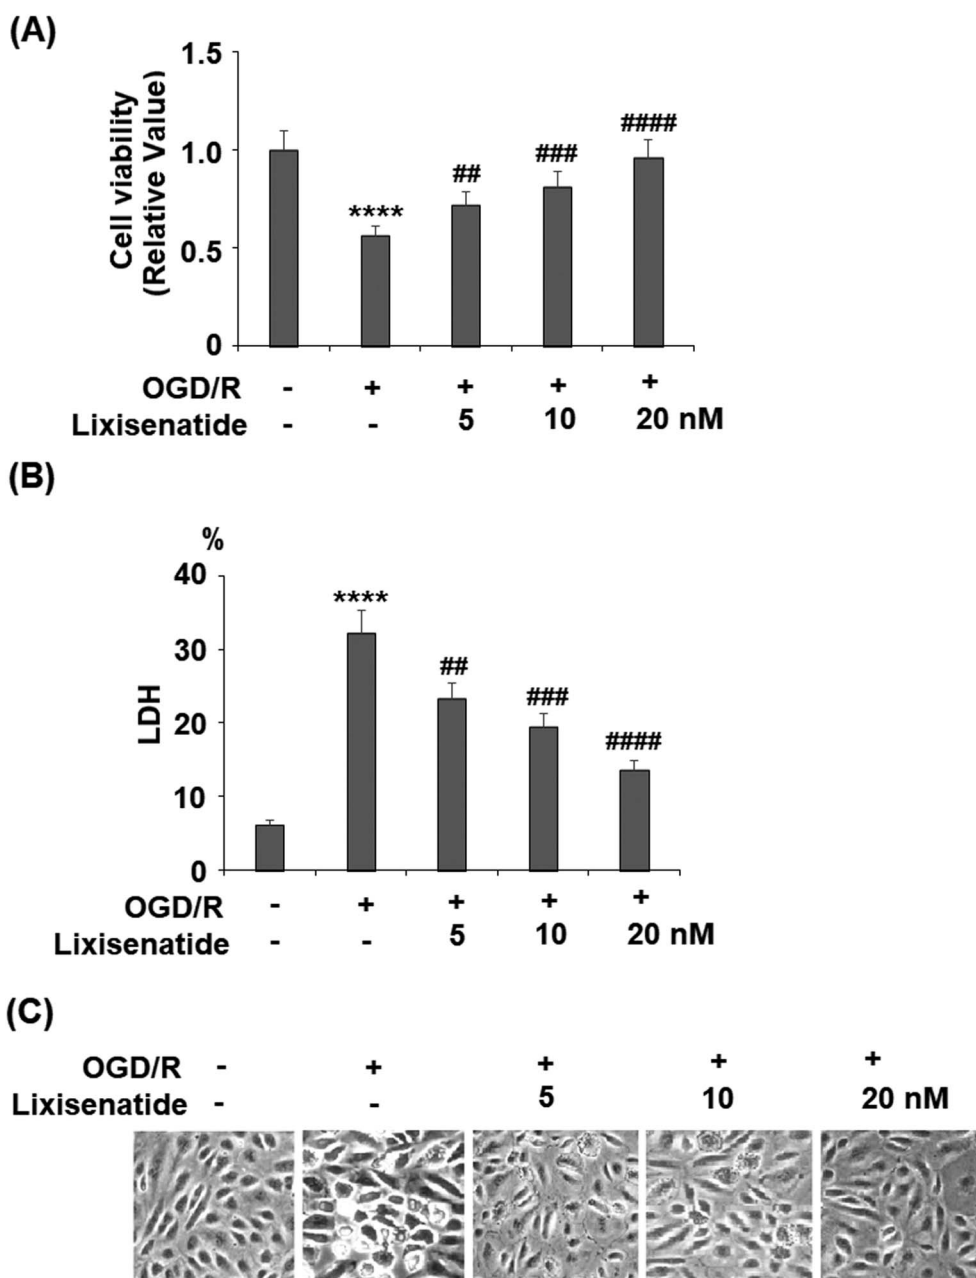 (A)
1.5
1.0
0.5
0
Cell viability
(Relative Value)
****
##
###
####
OGD/R - + + + +
Lixisenatide - - 5 10 20 nM
(B)
%
40
30
20
10
0
LDH
****
##
###
####
OGD/R - + + + +
Lixisenatide - - 5 10 20 nM
(C)
OGD/R - + + + +
Lixisenatide - - 5 10 20 nM